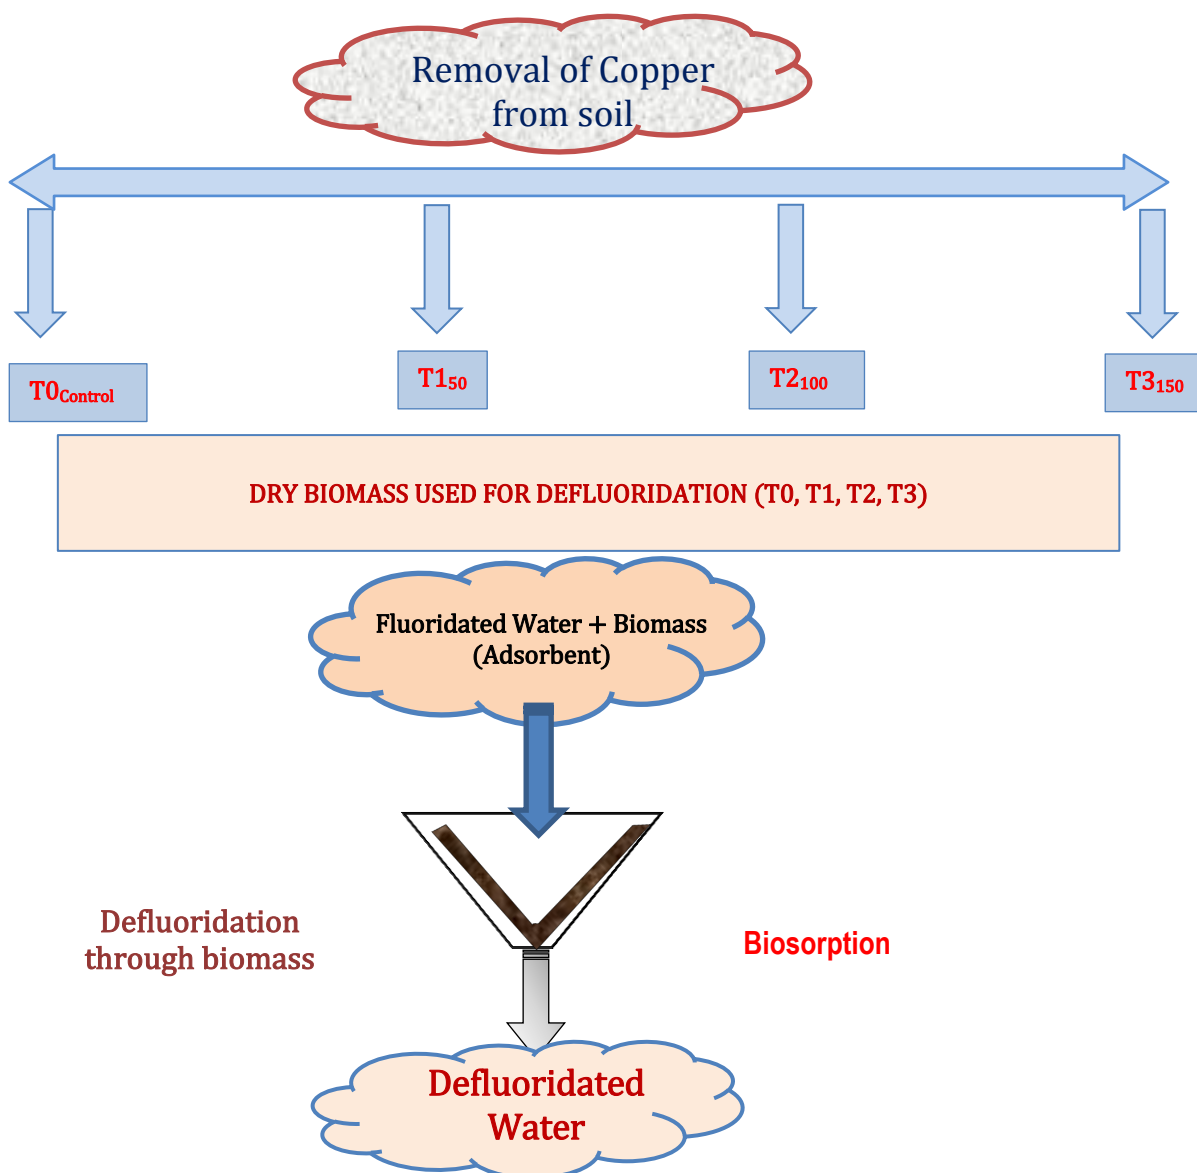 Removal of Copper
from soil
T0Control
T150
T2100
T3150
DRY BIOMASS USED FOR DEFLUORIDATION (T0, T1, T2, T3)
Fluoridated Water + Biomass
(Adsorbent)
Defluoridation
through biomass
Biosorption
Defluoridated
Water